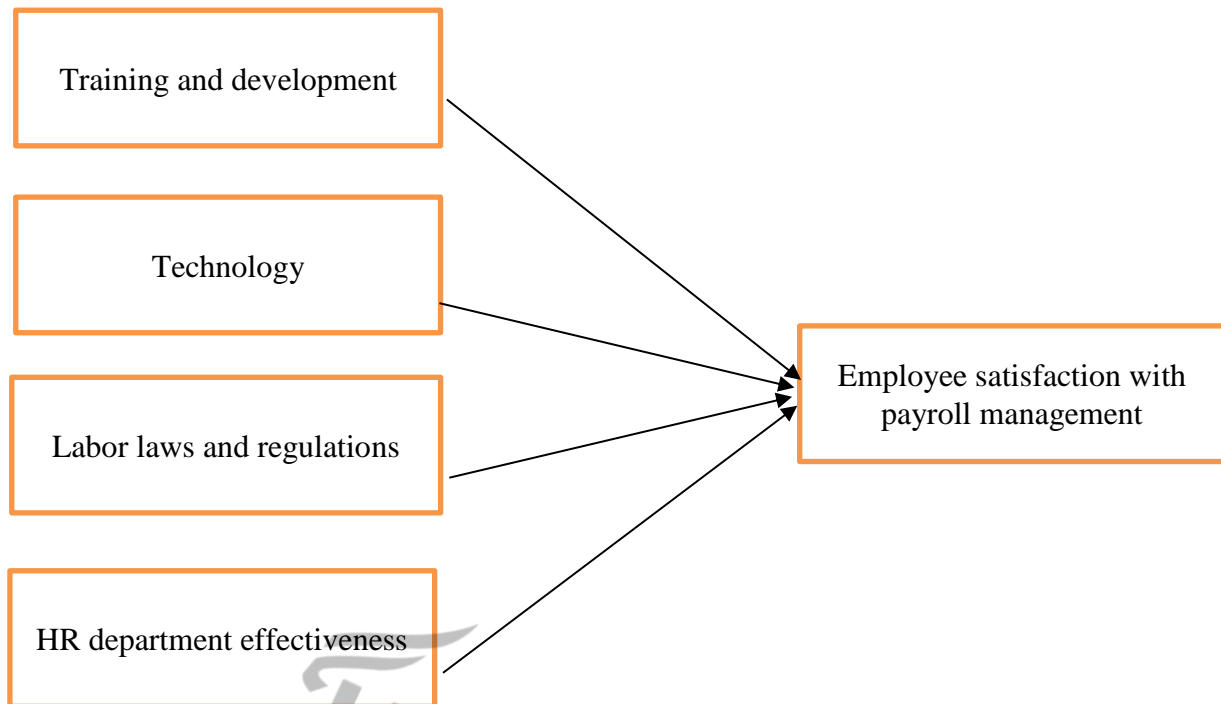 Training and development
Technology
Labor laws and regulations
HR department effectiveness
Employee satisfaction with
payroll management